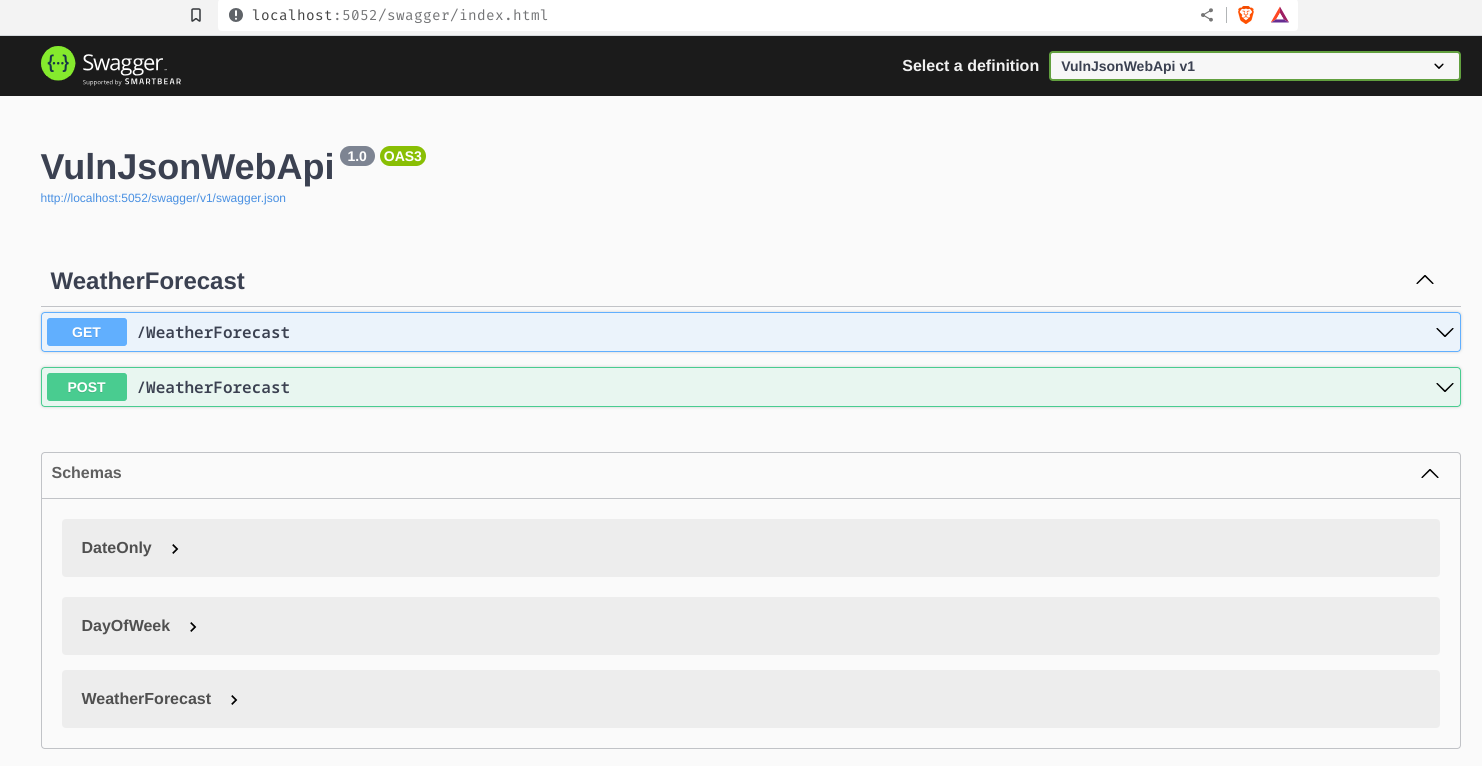 localhost:5052/swagger/index.html
Swagger
Supported by SMARTBEAR
Select a definition
VulnJsonWebApi v1
VulnJsonWebApi 1.0 OAS3
http://localhost:5052/swagger/v1/swagger.json
WeatherForecast
GET /WeatherForecast
POST /WeatherForecast
Schemas
DateOnly
DayOfWeek
WeatherForecast